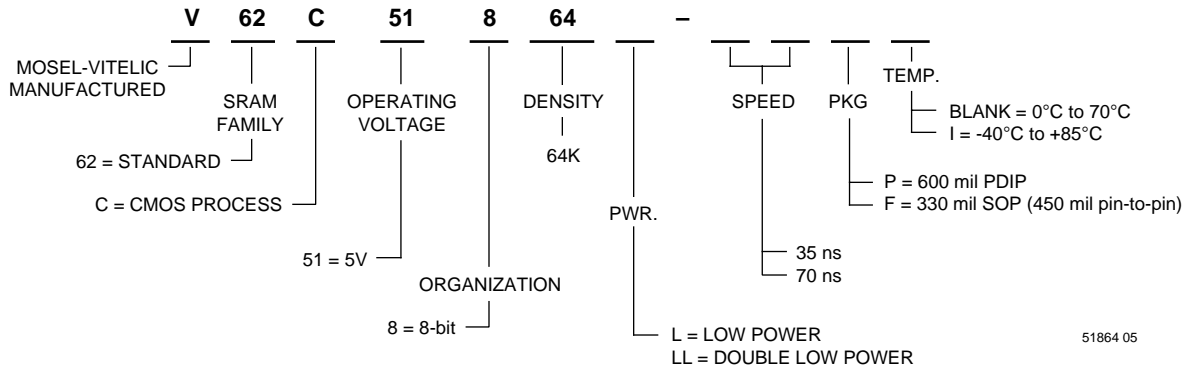 V 62 C 51 8 64 –
MOSEL-VITELIC
MANUFACTURED
SRAM
FAMILY
62 = STANDARD
C = CMOS PROCESS
OPERATING
VOLTAGE
51 = 5V
ORGANIZATION
8 = 8-bit
DENSITY
64K
PWR.
L = LOW POWER
LL = DOUBLE LOW POWER
SPEED
35 ns
70 ns
PKG
P = 600 mil PDIP
F = 330 mil SOP (450 mil pin-to-pin)
TEMP.
BLANK = 0°C to 70°C
I = -40°C to +85°C
51864 05